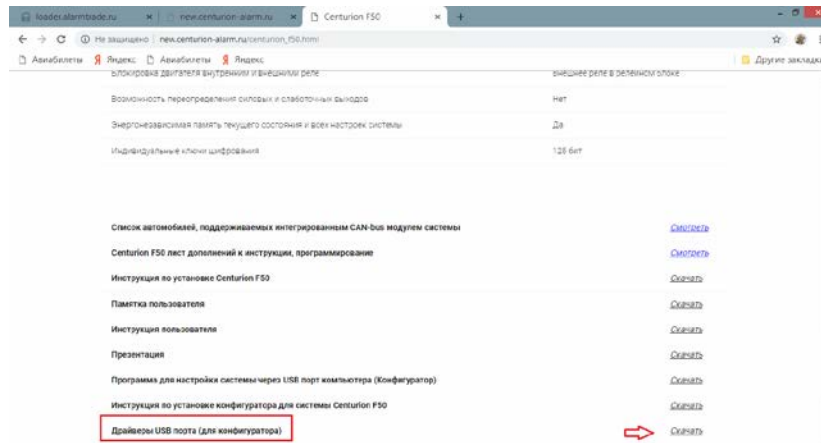 loader.alarmtrade.ru
new.centurion-alarm.ru
Centurion F50
Не защищено | new.centurion-alarm.ru/centurion_f50.html
Авиабилеты Яндекс Авиабилеты Яндекс Другие закладки
Блокировка двигателя внутренним и внешними реле внешнее реле в релейном блоке
Возможность переопределения силовых и слаботочных выходов Нет
Энергонезависимая память текущего состояния и всех настроек системы Да
Индивидуальные ключи шифрования 128 бит
Список автомобилей, поддерживаемых интегрированным CAN-bus модулем системы Смотреть
Centurion F50 лист дополнений к инструкции, программирование Смотреть
Инструкция по установке Centurion F50 Скачать
Памятка пользователя Скачать
Инструкция пользователя Скачать
Презентация Скачать
Программа для настройки системы через USB порт компьютера (Конфигуратор) Скачать
Инструкция по установке конфигуратора для системы Centurion F50 Скачать
Драйверы USB порта (для конфигуратора) Скачать